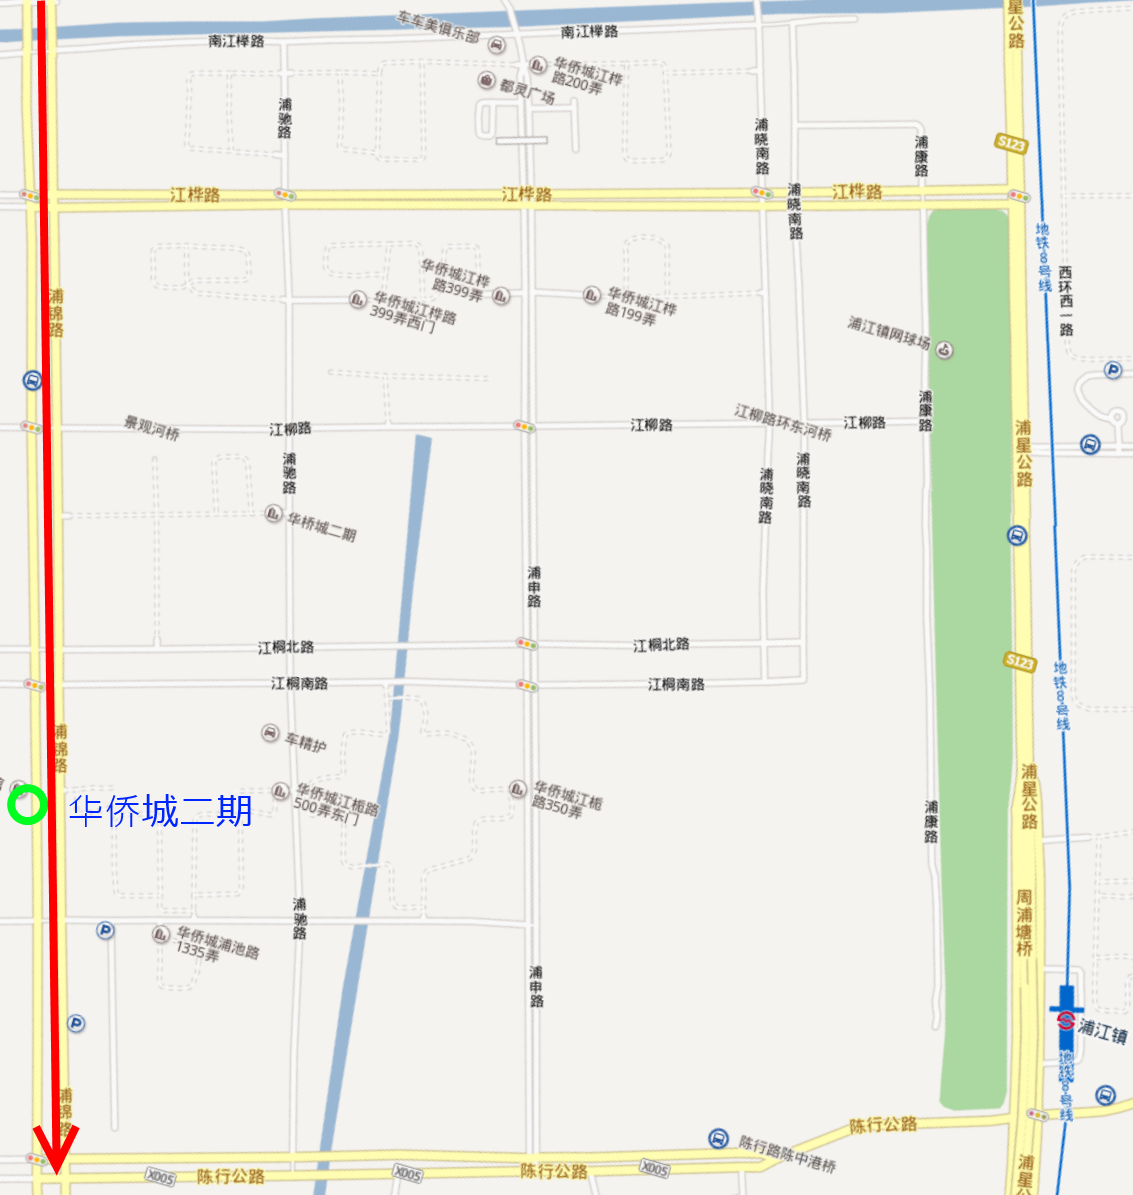 车车美俱乐部
南江桦路
南江桦路
星
公
路
华侨城江桦
路200弄
都灵广场
浦驰路
浦晓南路
浦康路
S123
江桦路
江桦路
江桦路
浦晓南路
地铁8号线
西环西一路
浦锦路
华侨城江桦
路399弄
华侨城江桦路
399弄西门
华侨城江桦
路199弄
浦江镇网球场
P
景观河桥
江柳路
江柳路
江柳路环东河桥
江柳路
浦康路
浦星公路
浦驰路
浦晓南路
浦晓南路
华桥城二期
浦申路
江桐北路
江桐北路
S123
地铁8号线
江桐南路
江桐南路
浦锦路
车精护
华侨城二期
华侨城江栀路
500弄东门
华侨城江栀
路350弄
浦星公路
浦康路
浦驰路
周浦塘桥
P
华侨城浦池路
1335弄
浦申路
P
浦江镇
地铁8号线
浦锦路
陈行公路
陈行路陈中港桥
X005
陈行公路
X005
陈行公路
X005
浦
星
公